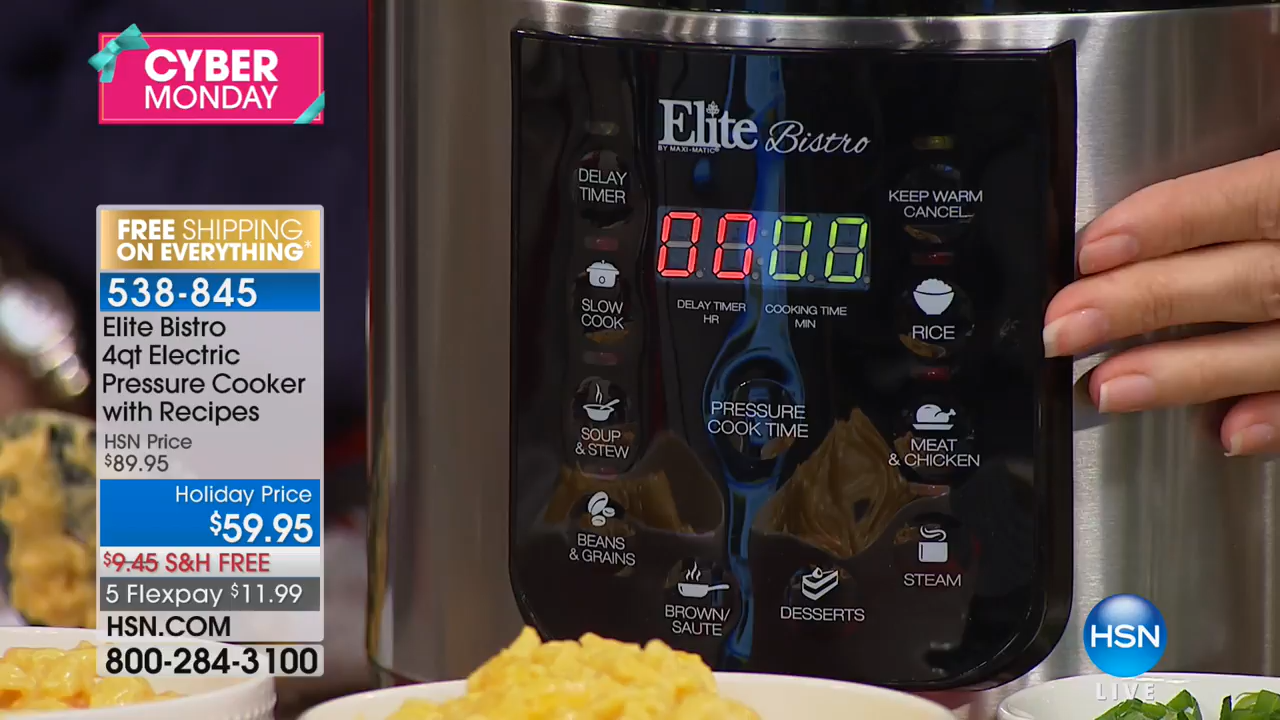 CYBER
MONDAY
FREE SHIPPING
ON EVERYTHING*
538-845
Elite Bistro
4qt Electric
Pressure Cooker
with Recipes
HSN Price
$89.95
Holiday Price
$59.95
$9.45 S&H FREE
5 Flexpay $11.99
HSN.COM
800-284-3100
Elite Bistro
BY MAXI-MATIC®
DELAY
TIMER
KEEP WARM
CANCEL
00:08
DELAY TIMER
HR
COOKING TIME
MIN
SLOW
COOK
RICE
PRESSURE
COOK TIME
SOUP
& STEW
MEAT
& CHICKEN
BEANS
& GRAINS
STEAM
BROWN/
SAUTE
DESSERTS
HSN
LIVE